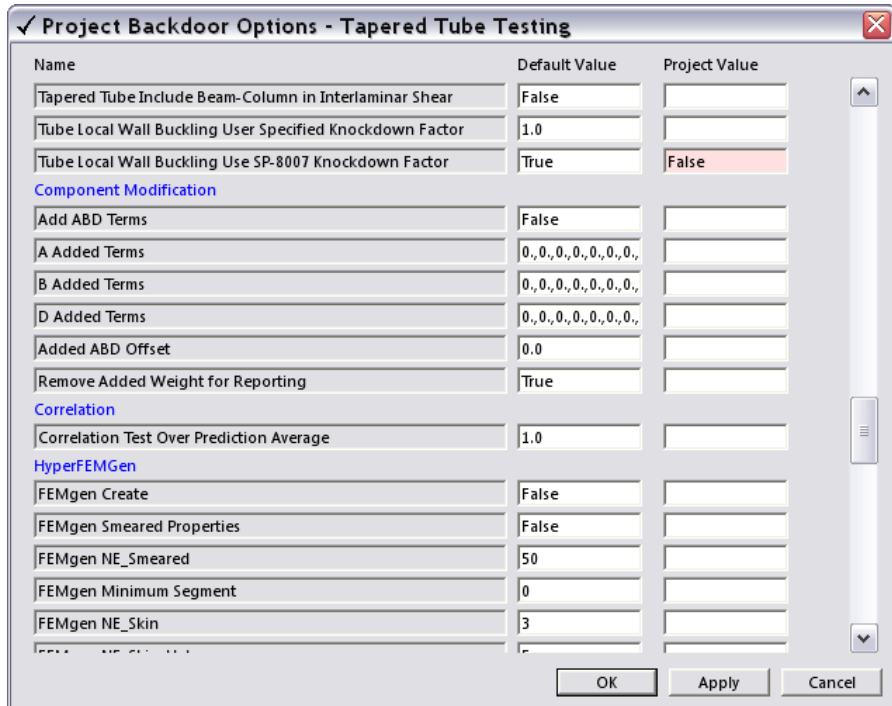 ✓ Project Backdoor Options - Tapered Tube Testing
Name Default Value Project Value
Tapered Tube Include Beam-Column in Interlaminar Shear False
Tube Local Wall Buckling User Specified Knockdown Factor 1.0
Tube Local Wall Buckling Use SP-8007 Knockdown Factor True False
Component Modification
Add ABD Terms False
A Added Terms 0.,0.,0.,0.,0.,0.,0.,
B Added Terms 0.,0.,0.,0.,0.,0.,0.,
D Added Terms 0.,0.,0.,0.,0.,0.,0.,
Added ABD Offset 0.0
Remove Added Weight for Reporting True
Correlation
Correlation Test Over Prediction Average 1.0
HyperFEMGen
FEMgen Create False
FEMgen Smeared Properties False
FEMgen NE_Smeared 50
FEMgen Minimum Segment 0
FEMgen NE_Skin 3
OK Apply Cancel